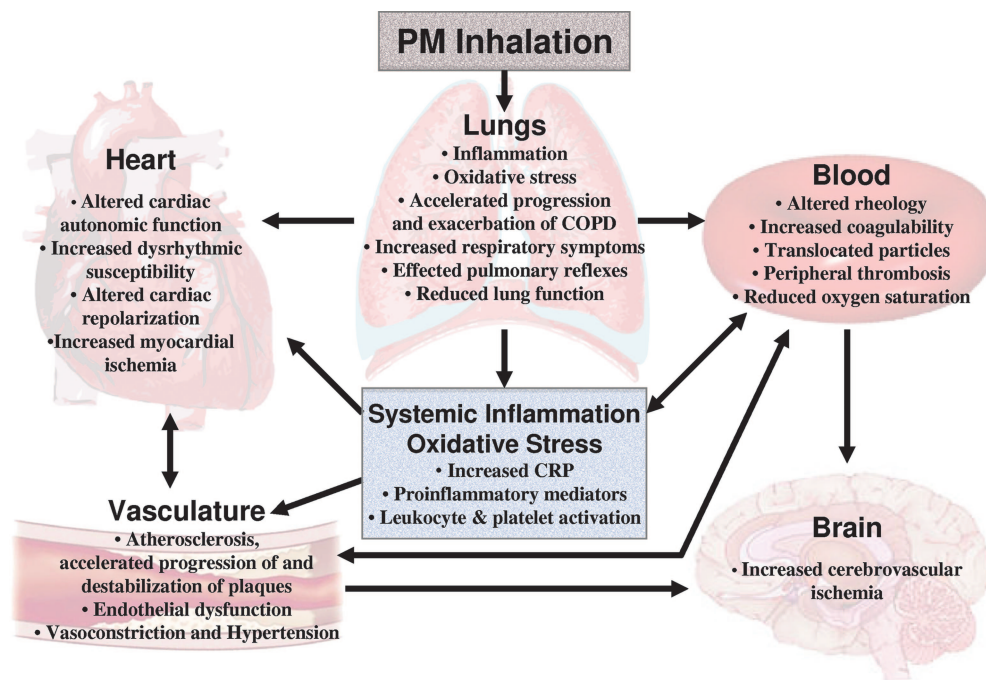 PM Inhalation
Lungs
• Inflammation
• Oxidative stress
• Accelerated progression
and exacerbation of COPD
• Increased respiratory symptoms
• Effected pulmonary reflexes
• Reduced lung function
Heart
• Altered cardiac
autonomic function
• Increased dysrhythmic
susceptibility
• Altered cardiac
repolarization
•Increased myocardial
ischemia
Blood
• Altered rheology
• Increased coagulability
• Translocated particles
• Peripheral thrombosis
• Reduced oxygen saturation
Systemic Inflammation
Oxidative Stress
• Increased CRP
• Proinflammatory mediators
• Leukocyte & platelet activation
Vasculature
• Atherosclerosis,
accelerated progression of and
destabilization of plaques
• Endothelial dysfunction
• Vasoconstriction and Hypertension
Brain
• Increased cerebrovascular
ischemia